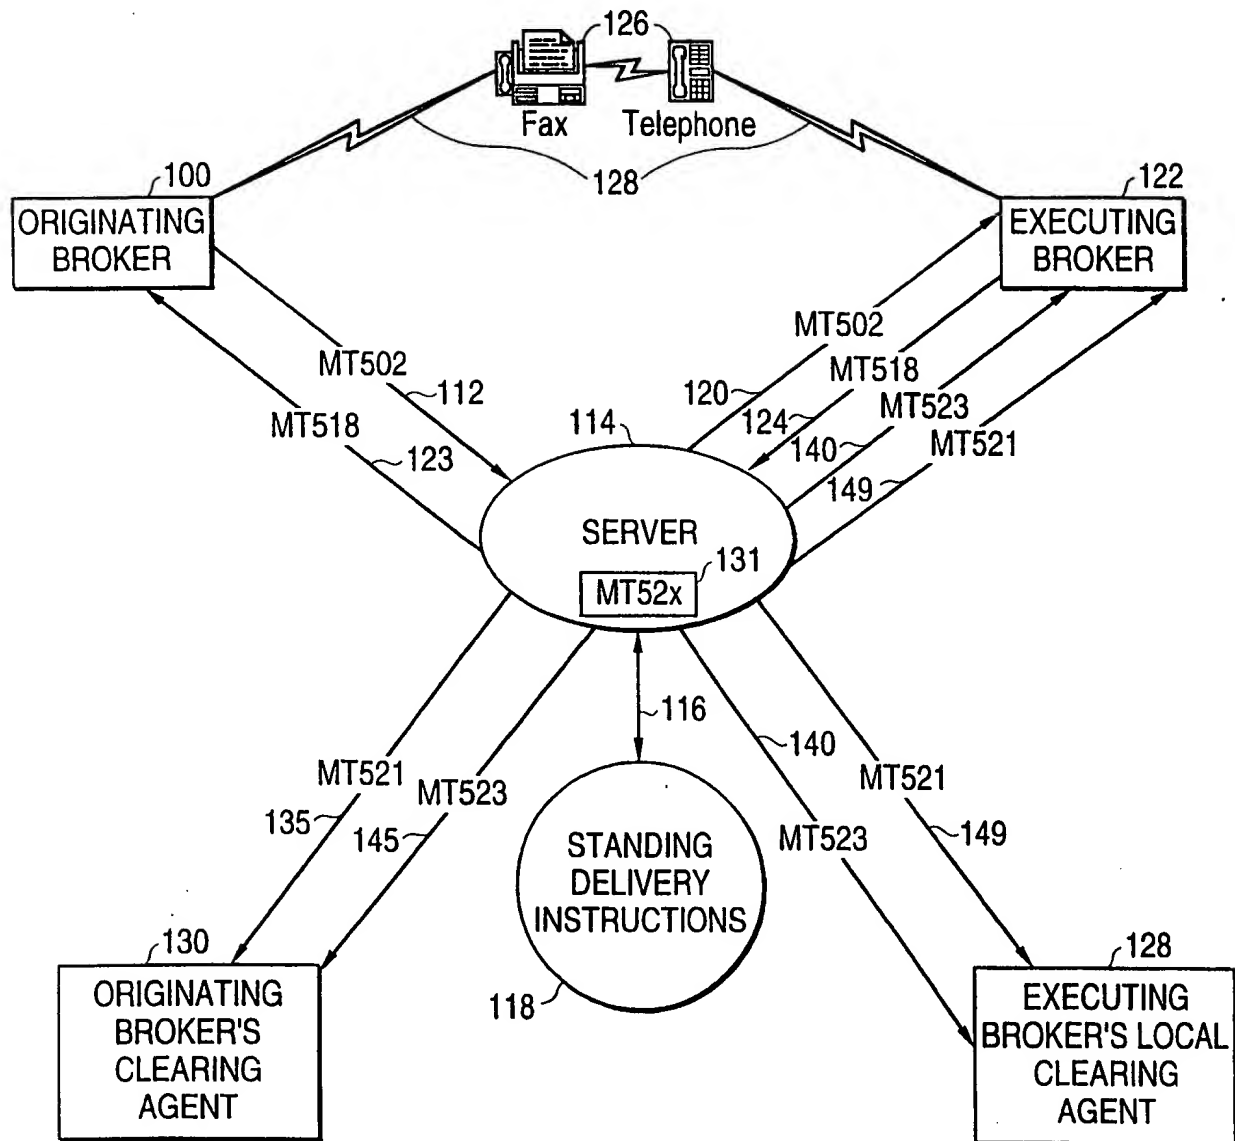 126
Fax
Telephone
128
100
ORIGINATING
BROKER
122
EXECUTING
BROKER
MT502
112
MT518
123
MT502
120
MT518
124
MT523
140
MT521
149
114
SERVER
131
MT52x
116
MT521
135
MT523
145
140
MT523
MT521
149
STANDING
DELIVERY
INSTRUCTIONS
118
130
ORIGINATING
BROKER'S
CLEARING
AGENT
128
EXECUTING
BROKER'S LOCAL
CLEARING
AGENT